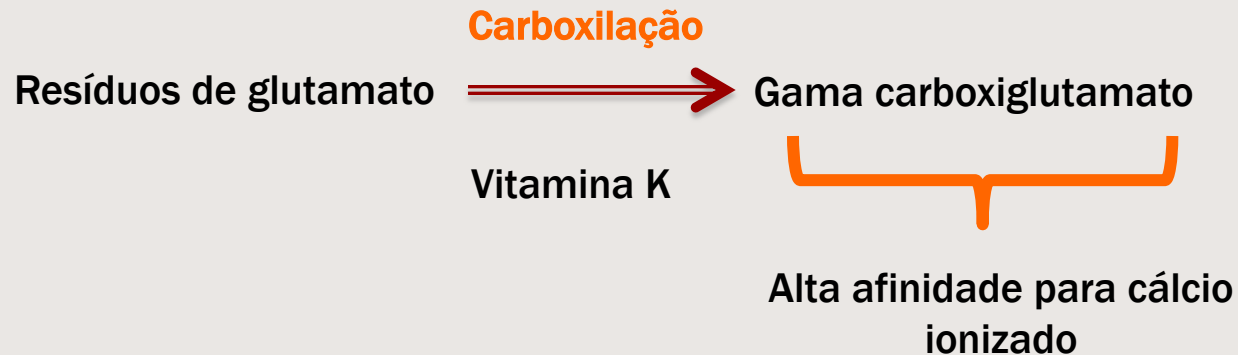 Carboxilação
Resíduos de glutamato
Gama carboxiglutamato
Vitamina K
Alta afinidade para cálcio
ionizado